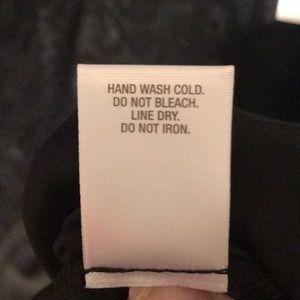 HAND WASH COLD.
DO NOT BLEACH.
LINE DRY.
DO NOT IRON.